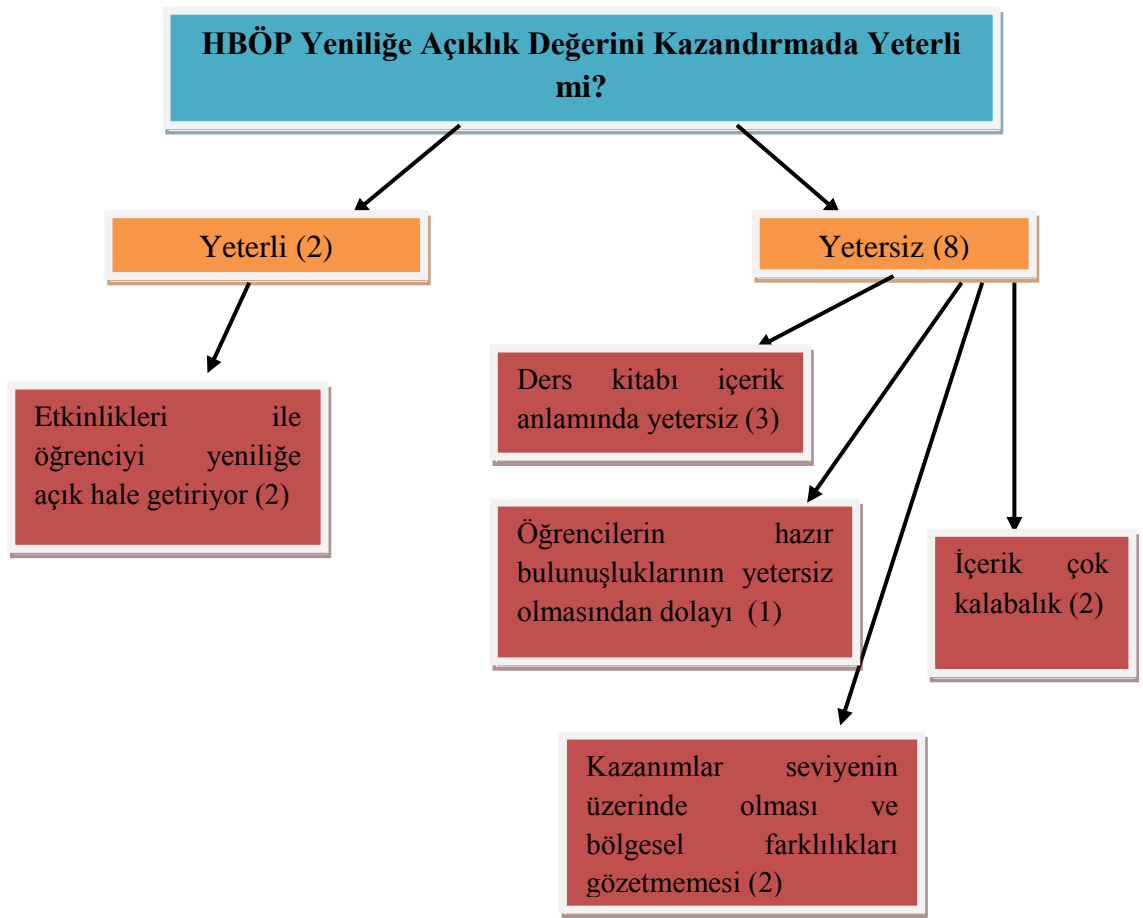 HBÖP Yeniliğe Açıklık Değerini Kazandırmada Yeterli
mi?
Yeterli (2)
Yetersiz (8)
Etkinlikleri ile
öğrenciyi yeniliğe
açık hale getiriyor (2)
Ders kitabı içerik
anlamında yetersiz (3)
Öğrencilerin hazır
bulunuşluklarının yetersiz
olmasından dolayı (1)
İçerik çok
kalabalık (2)
Kazanımlar seviyenin
üzerinde olması ve
bölgesel farklılıkları
gözetmemesi (2)